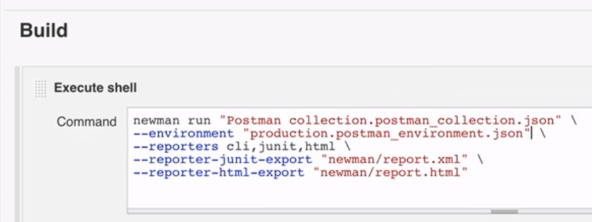 Build
Execute shell
Command
newman run "Postman collection.postman_collection.json" \
--environment "production.postman_environment.json" \
--reporters cli,junit,html \
--reporter-junit-export "newman/report.xml" \
--reporter-html-export "newman/report.html"